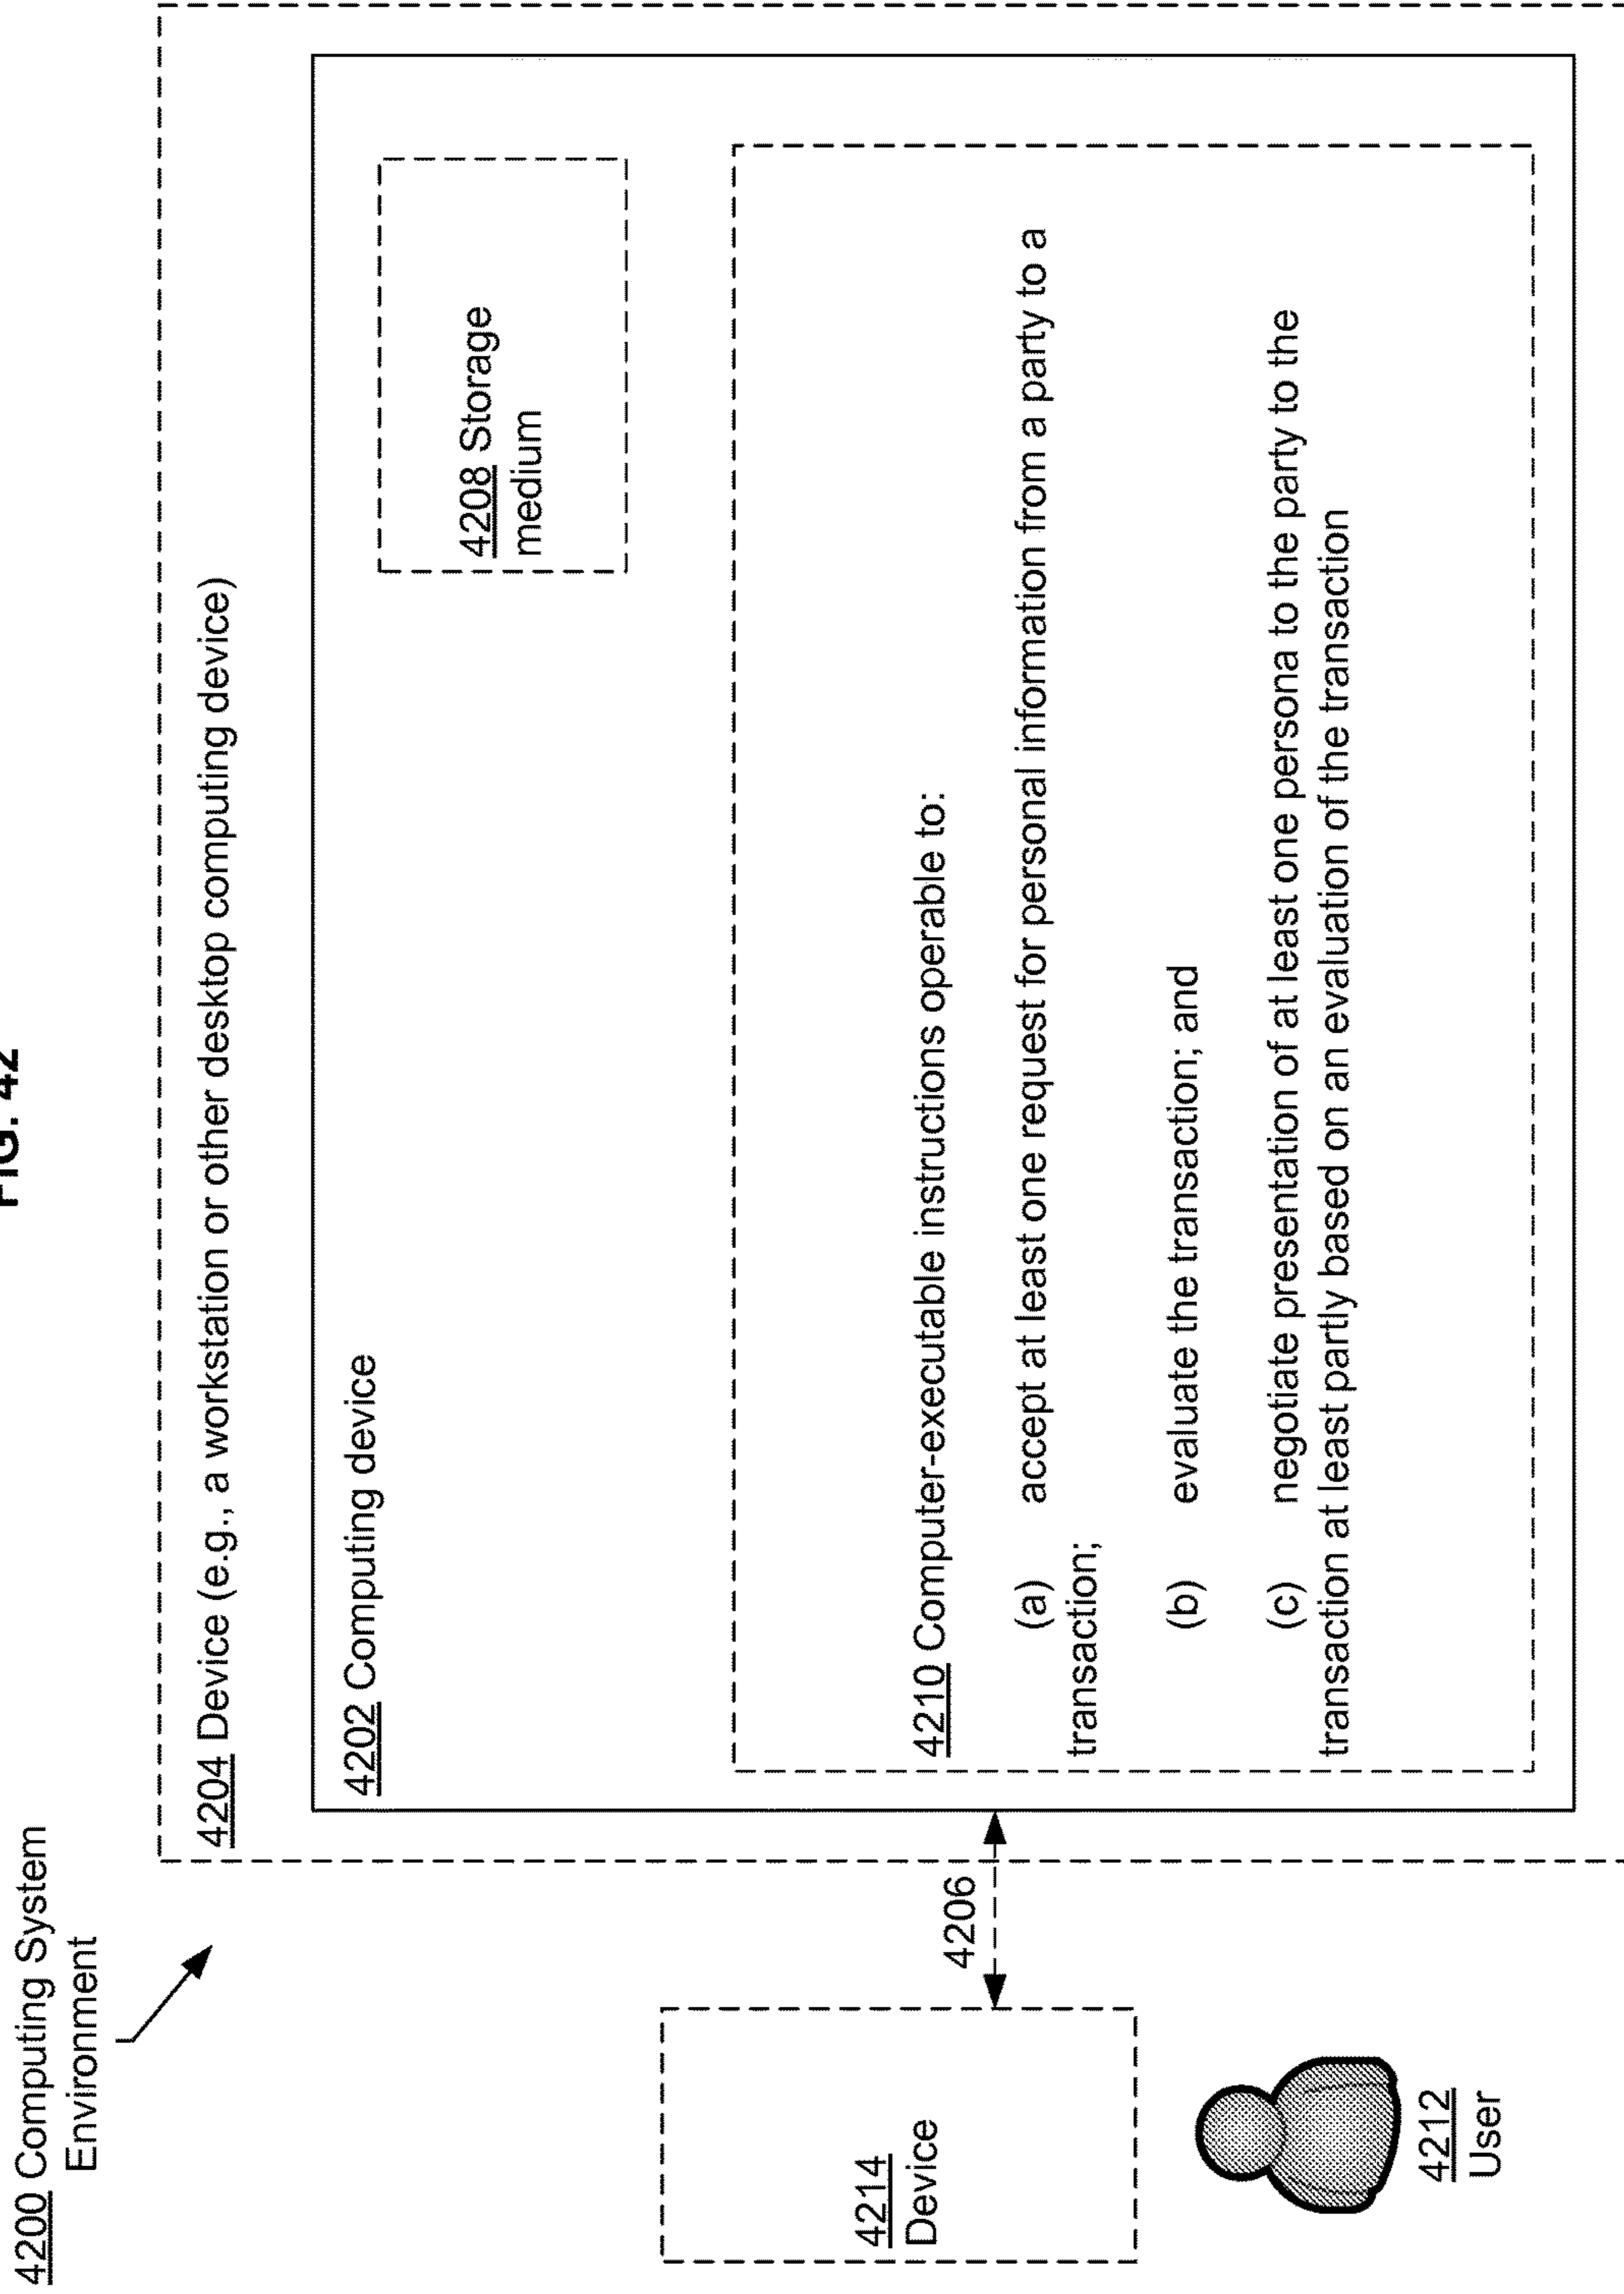 FIG. 42
4200 Computing System
Environment
4204 Device (e.g., a workstation or other desktop computing device)
4202 Computing device
4208 Storage
medium
4210 Computer-executable instructions operable to:
(a) accept at least one request for personal information from a party to a
transaction;
(b) evaluate the transaction; and
(c) negotiate presentation of at least one persona to the party to the
transaction at least partly based on an evaluation of the transaction
4206
4214
Device
4212
User